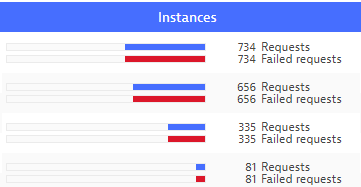 Instances
734 Requests
734 Failed requests
656 Requests
656 Failed requests
335 Requests
335 Failed requests
81 Requests
81 Failed requests